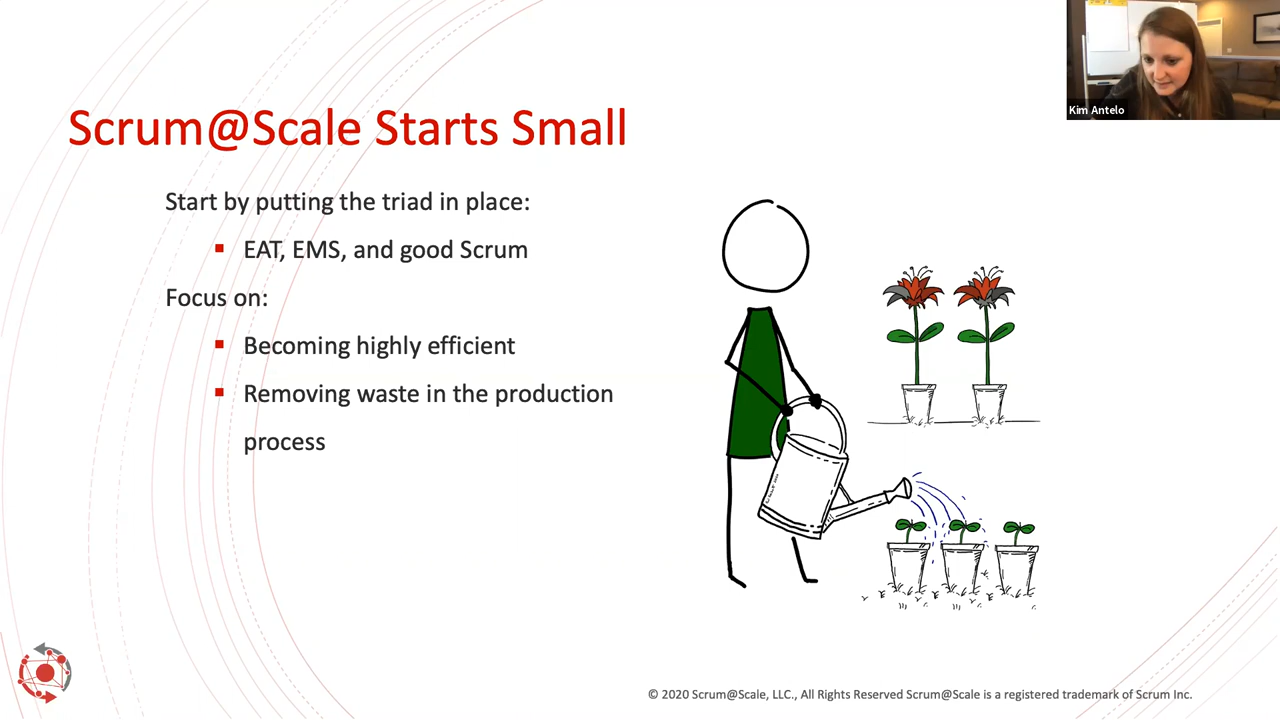 Kim Antelo
Scrum@Scale Starts Small
Start by putting the triad in place:
▪ EAT, EMS, and good Scrum
Focus on:
▪ Becoming highly efficient
▪ Removing waste in the production
process
© 2020 Scrum@Scale, LLC., All Rights Reserved Scrum@Scale is a registered trademark of Scrum Inc.